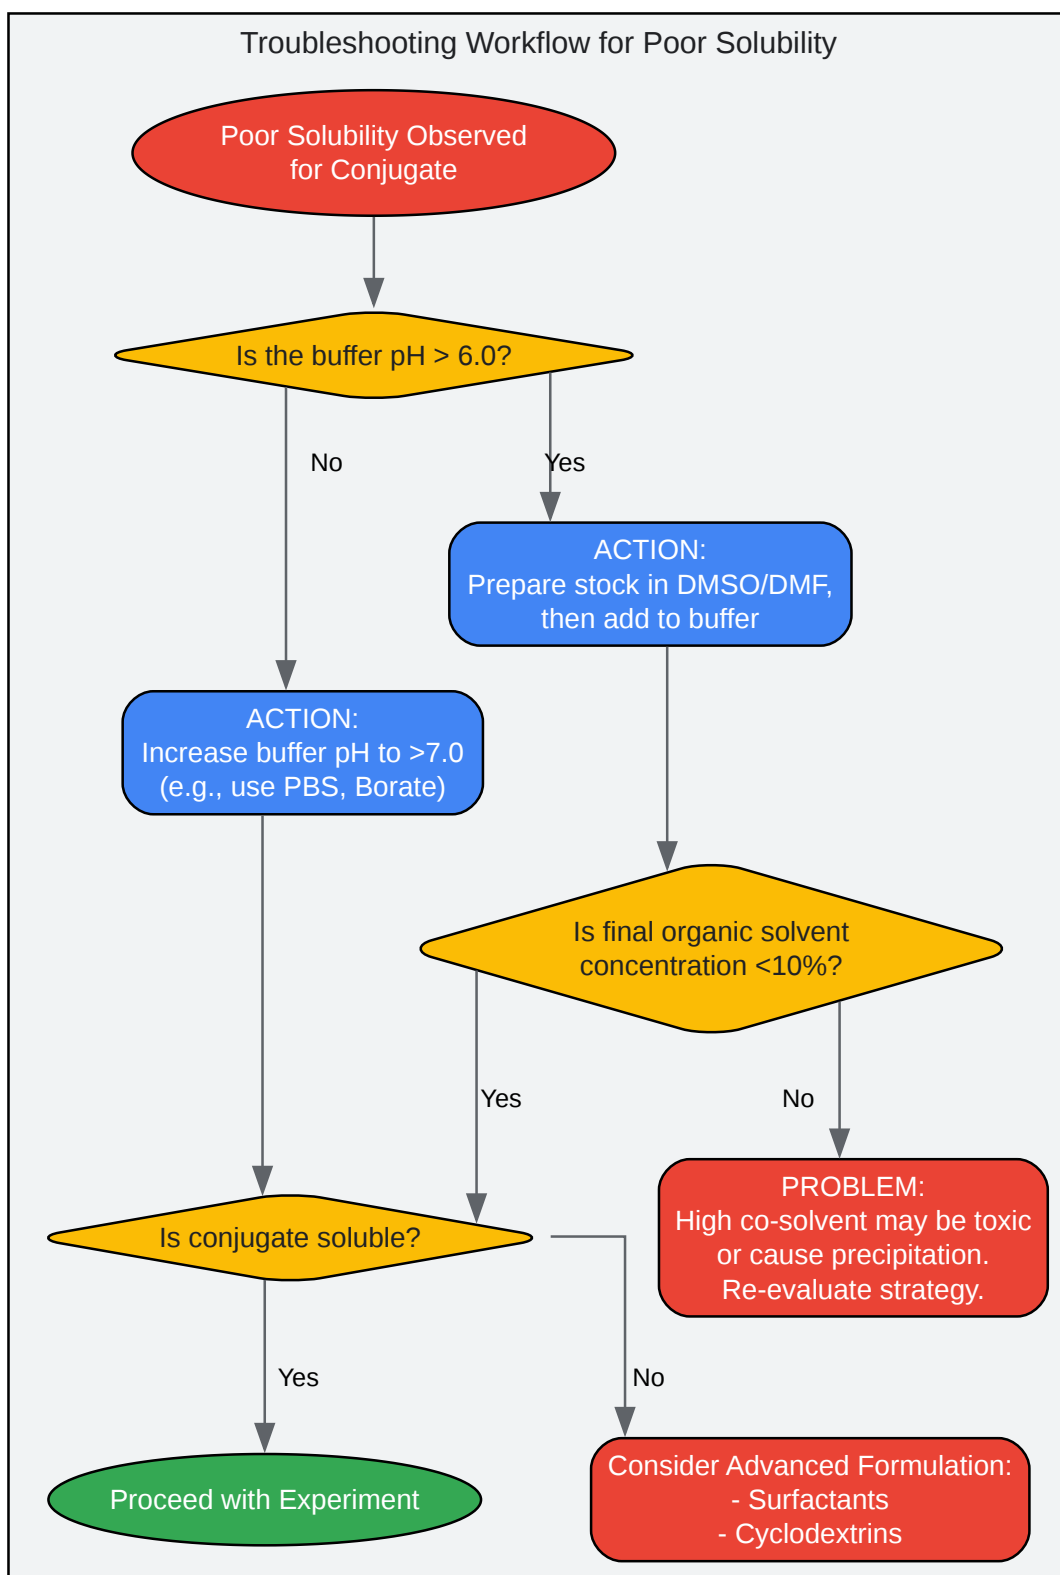 Troubleshooting Workflow for Poor Solubility
Poor Solubility Observed
for Conjugate
Is the buffer pH > 6.0?
No
Yes
ACTION:
Prepare stock in DMSO/DMF,
then add to buffer
ACTION:
Increase buffer pH to >7.0
(e.g., use PBS, Borate)
Is final organic solvent
concentration <10%?
Yes
No
PROBLEM:
High co-solvent may be toxic
or cause precipitation.
Re-evaluate strategy.
Is conjugate soluble?
Yes
No
Proceed with Experiment
Consider Advanced Formulation:
- Surfactants
- Cyclodextrins